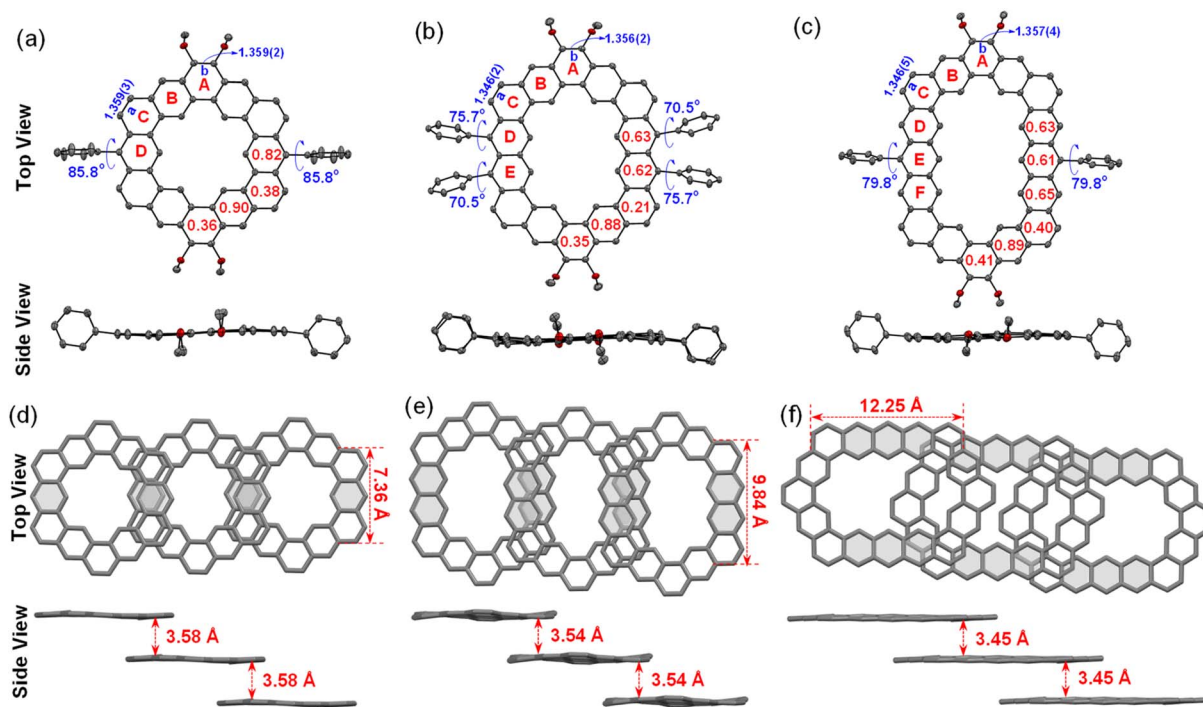 (a)
(b)
(c)
Top View
1.359(2)
b
A
B
1.359(3)
a
C
D
85.8°
85.8°
0.82
0.38
0.90
0.36
1.356(2)
b
A
B
1.346(2)
a
C
D
E
75.7°
70.5°
70.5°
75.7°
0.63
0.62
0.21
0.88
0.35
1.357(4)
b
A
B
1.346(5)
a
C
D
E
F
79.8°
79.8°
0.63
0.61
0.65
0.40
0.89
0.41
Side View
(d)
(e)
(f)
Top View
7.36 Å
9.84 Å
12.25 Å
Side View
3.58 Å
3.58 Å
3.54 Å
3.54 Å
3.45 Å
3.45 Å